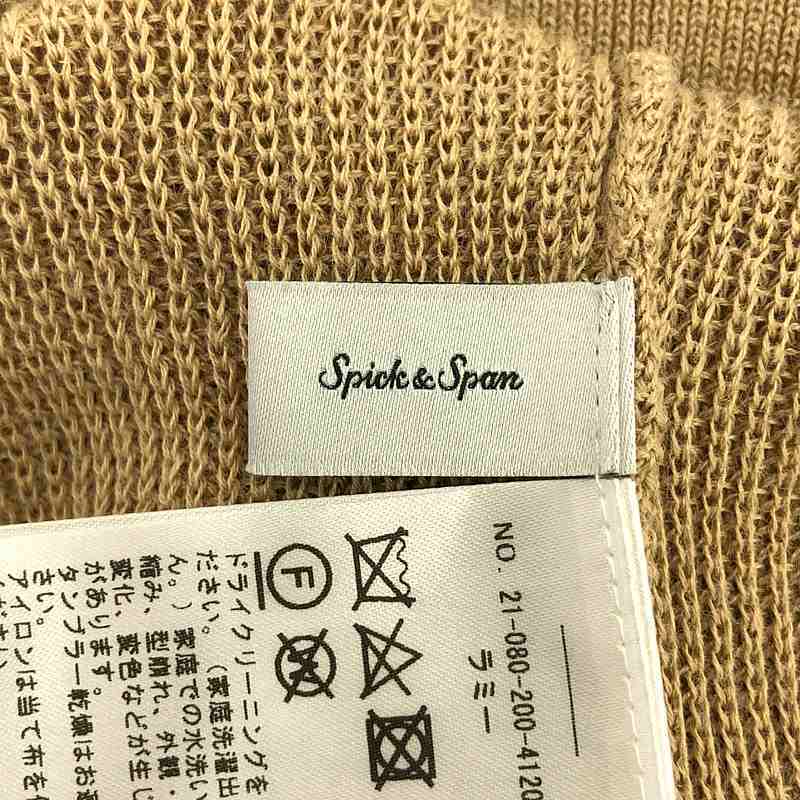 Spick & Span
NO. 21-080-200-4120
ラミー
F
W
ドライクリーニングを
ださい。（家庭洗濯出
ん。）家庭での水洗い
縮み、型崩れ、外観・
変化、変色などが生じ
があります。
タンブラー乾燥はお
さい。
アイロンは当て布を